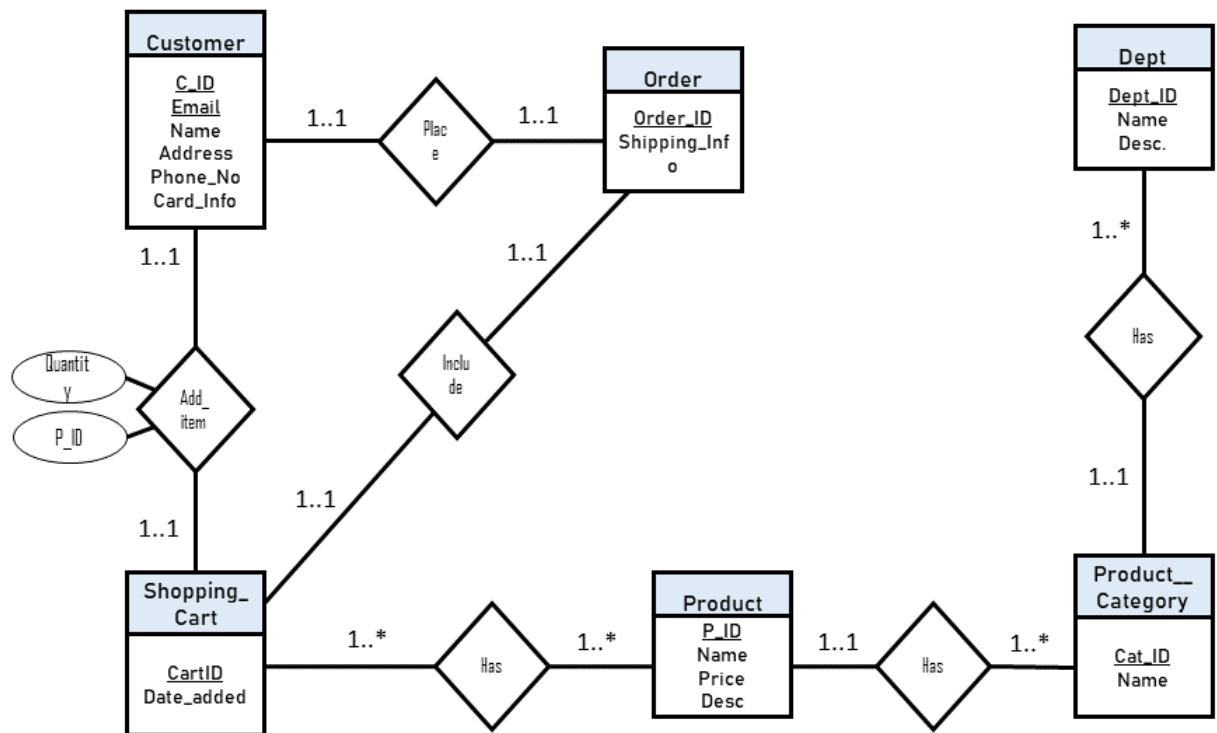 Customer
C_ID
Email
Name
Address
Phone_No
Card_Info
1..1
Plac
e
1..1
Order
Order_ID
Shipping_Inf
o
Dept
Dept_ID
Name
Desc.
1..1
1..1
1..*
Quantit
y
P_ID
Add_
item
Inclu
de
Has
1..1
1..1
1..1
Shopping_
Cart
CartID
Date_added
1..*
Has
1..*
Product
P_ID
Name
Price
Desc
1..1
Has
1..*
Product__
Category
Cat_ID
Name